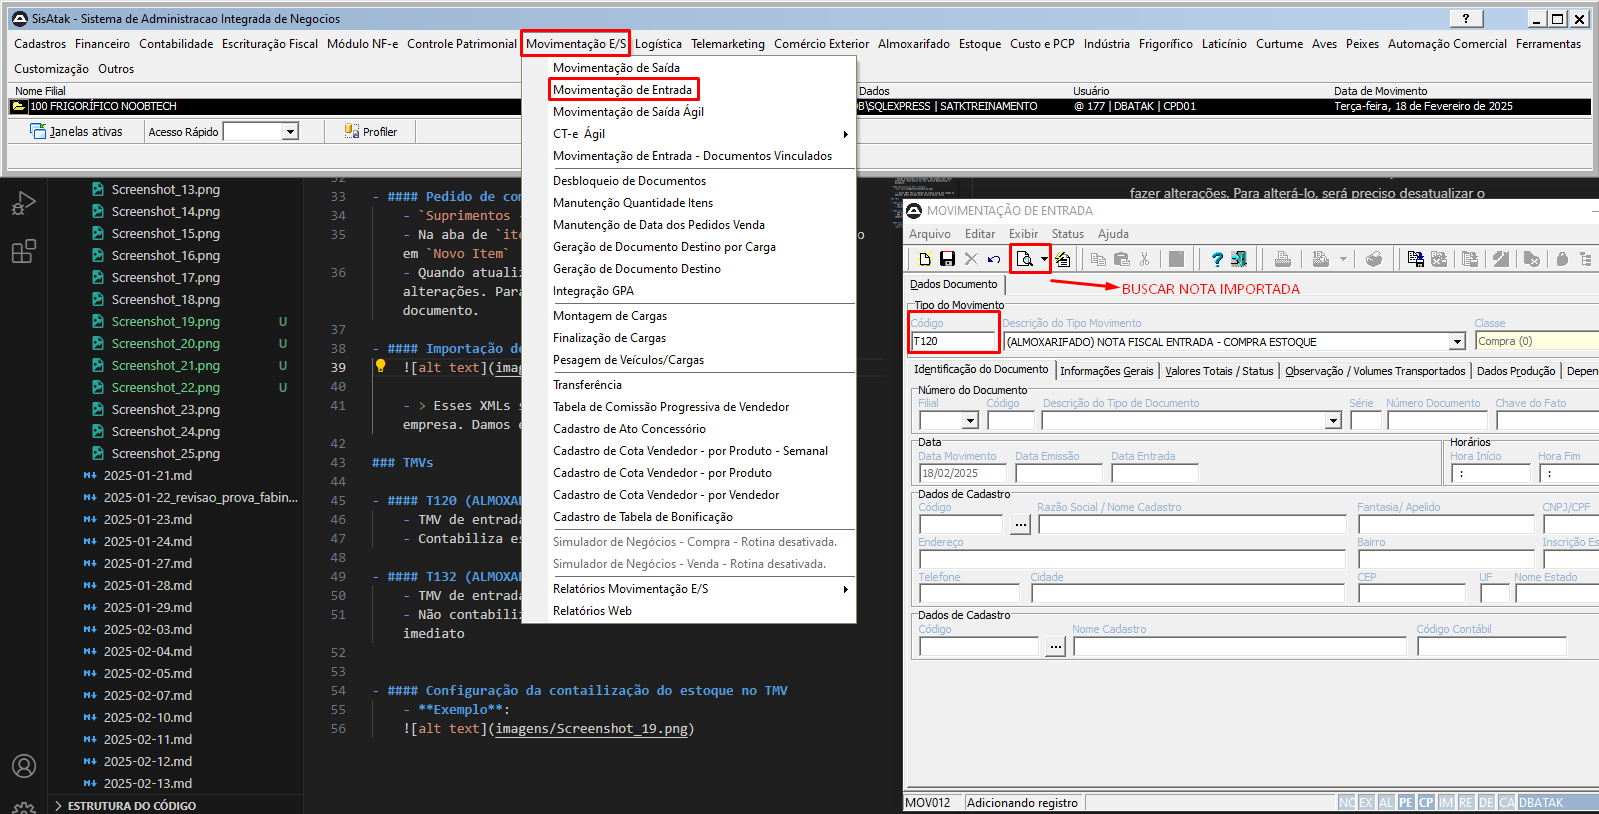 SisAtak - Sistema de Administracao Integrada de Negocios
?
Cadastros Financeiro Contabilidade Escrituração Fiscal Módulo NF-e Controle Patrimonial Movimentação E/S Logística Telemarketing Comércio Exterior Almoxarifado Estoque Custo e PCP Indústria Frigorífico Laticínio Curtume Aves Peixes Automação Comercial Ferramentas
Customização Outros
Nome Filial Dados Usuário Data de Movimento
100 FRIGORÍFICO NOOBTECH \SQLEXPRESS | SATKTREINAMENTO @ 177 | DBATAK | CPD01 Terça-feira, 18 de Fevereiro de 2025
Janelas ativas Acesso Rápido Profiler
Movimentação de Saída
Movimentação de Entrada
Movimentação de Saída Ágil
CT-e Ágil
Movimentação de Entrada - Documentos Vinculados
Desbloqueio de Documentos
Manutenção Quantidade Itens
Manutenção de Data dos Pedidos Venda
Geração de Documento Destino por Carga
Geração de Documento Destino
Integração GPA
Montagem de Cargas
Finalização de Cargas
Pesagem de Veículos/Cargas
Transferência
Tabela de Comissão Progressiva de Vendedor
Cadastro de Ato Concessório
Cadastro de Cota Vendedor - por Produto - Semanal
Cadastro de Cota Vendedor - por Produto
Cadastro de Cota Vendedor - por Vendedor
Cadastro de Tabela de Bonificação
Simulador de Negócios - Compra - Rotina desativada.
Simulador de Negócios - Venda - Rotina desativada.
Relatórios Movimentação E/S
Relatórios Web
Screenshot_13.png
Screenshot_14.png
Screenshot_15.png
Screenshot_16.png
Screenshot_17.png
Screenshot_18.png
Screenshot_19.png U
Screenshot_20.png U
Screenshot_21.png U
Screenshot_22.png U
Screenshot_23.png
Screenshot_24.png
Screenshot_25.png
2025-01-21.md
2025-01-22_revisao_prova_fabin...
2025-01-23.md
2025-01-24.md
2025-01-27.md
2025-01-28.md
2025-01-29.md
2025-02-03.md
2025-02-04.md
2025-02-05.md
2025-02-07.md
2025-02-10.md
2025-02-11.md
2025-02-12.md
2025-02-13.md
ESTRUTURA DO CÓDIGO
32
33 - #### Pedido de com
34 - `Suprimentos
35 - Na aba de `ite o
em `Novo Item`
36 - Quando atualiz
alterações. Par
documento.
37
38 - #### Importação de
39 ![alt text](imag
40
41 - > Esses XMLs s
empresa. Damos e
42
43 ### TMVs
44
45 - #### T120 (ALMOXAR
46 - TMV de entrada
47 - Contabiliza es
48
49 - #### T132 (ALMOXAR
50 - TMV de entrada
51 - Não contabiliz
imediato
52
53
54 - #### Configuração da contailização do estoque no TMV
55 - **Exemplo**:
56 ![alt text](imagens/Screenshot_19.png)
fazer alterações. Para alterá-lo, será preciso desatualizar o
MOVIMENTAÇÃO DE ENTRADA
Arquivo Editar Exibir Status Ajuda
Dados Documento
BUSCAR NOTA IMPORTADA
Tipo do Movimento
Código Descrição do Tipo Movimento Classe
T120 (ALMOXARIFADO) NOTA FISCAL ENTRADA - COMPRA ESTOQUE Compra (0)
Identificação do Documento Informações Gerais Valores Totais / Status Observação / Volumes Transportados Dados Produção Depen
Número do Documento
Filial Código Descrição do Tipo de Documento Série Número Documento Chave do Fato
Data Horários
Data Movimento Data Emissão Data Entrada Hora Início Hora Fim
18/02/2025 : :
Dados de Cadastro
Código Razão Social / Nome Cadastro Fantasia/ Apelido CNPJ/CPF
...
Endereço Bairro Inscrição Es
Telefone Cidade CEP UF Nome Estado
Dados de Cadastro
Código Nome Cadastro Código Contábil
...
MOV012 Adicionando registro NO EX AL PE CP IM RE DE CA DBATAK